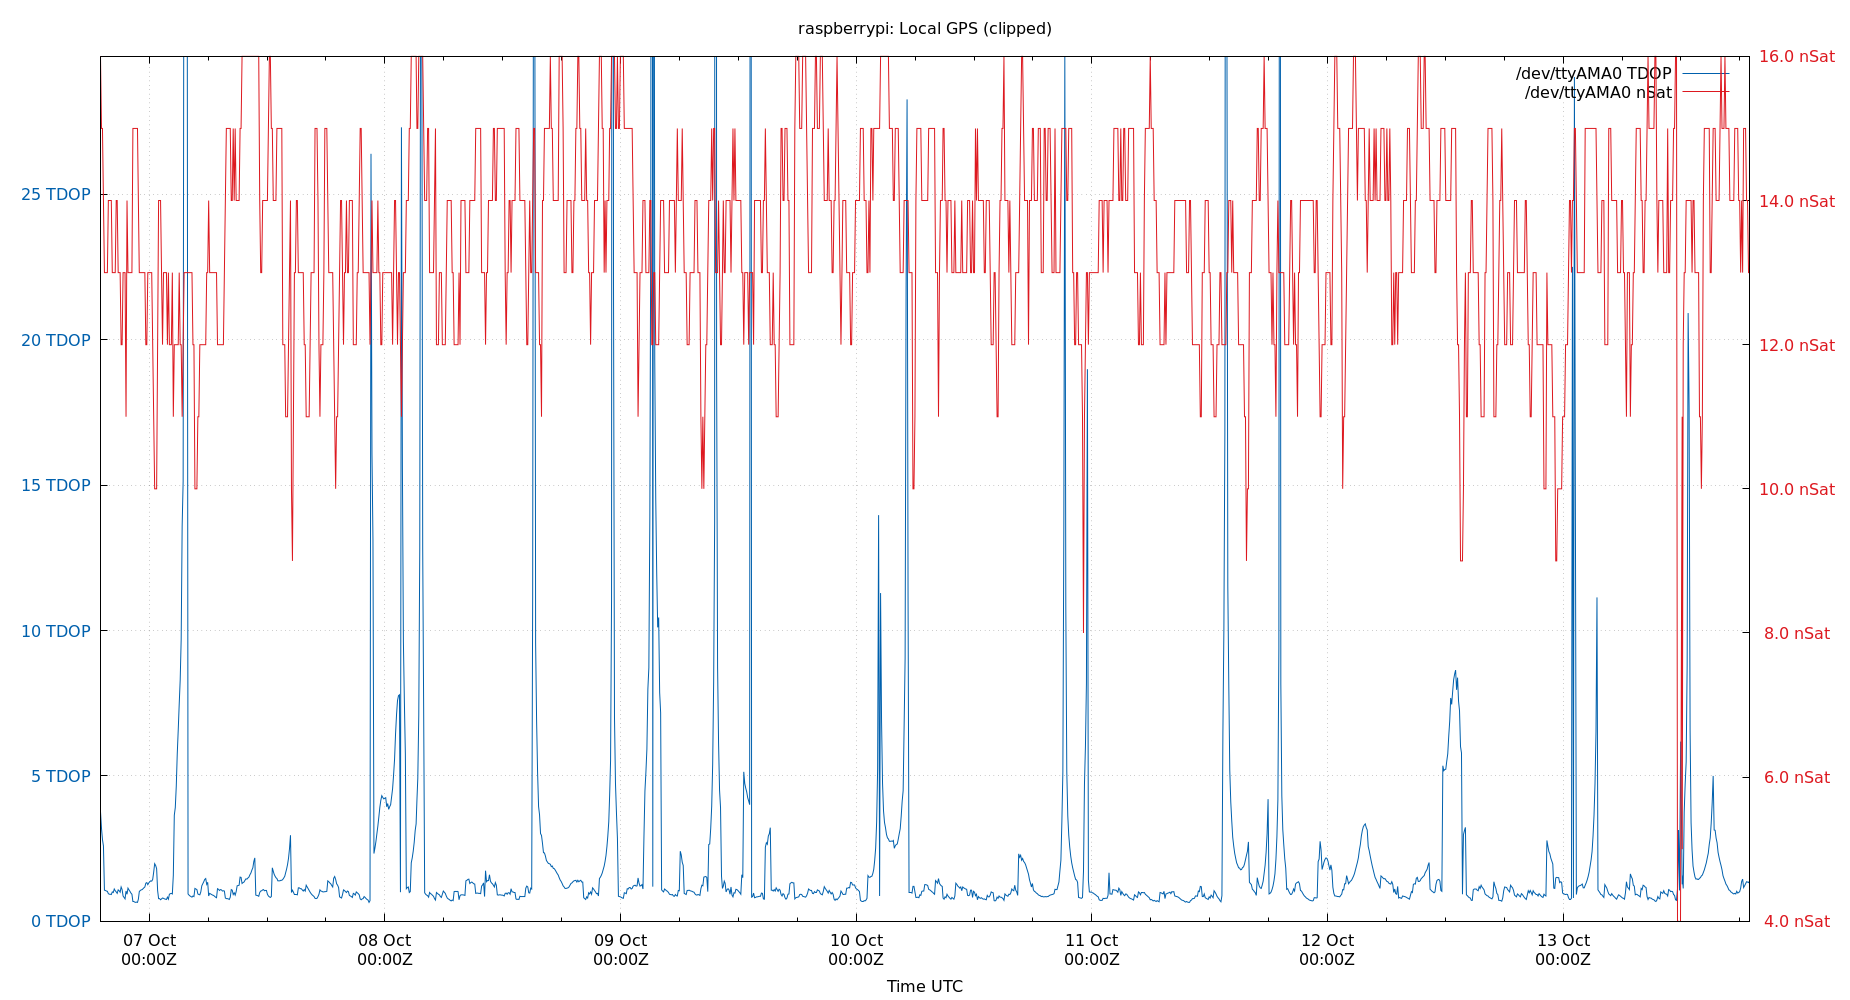 raspberrypi: Local GPS (clipped)
16.0 nSat
/dev/ttyAMA0 TDOP
/dev/ttyAMA0 nSat
25 TDOP
14.0 nSat
20 TDOP
12.0 nSat
15 TDOP
10.0 nSat
10 TDOP
8.0 nSat
5 TDOP
6.0 nSat
0 TDOP
4.0 nSat
07 Oct 08 Oct 09 Oct 10 Oct 11 Oct 12 Oct 13 Oct
00:00Z 00:00Z 00:00Z 00:00Z 00:00Z 00:00Z 00:00Z
Time UTC